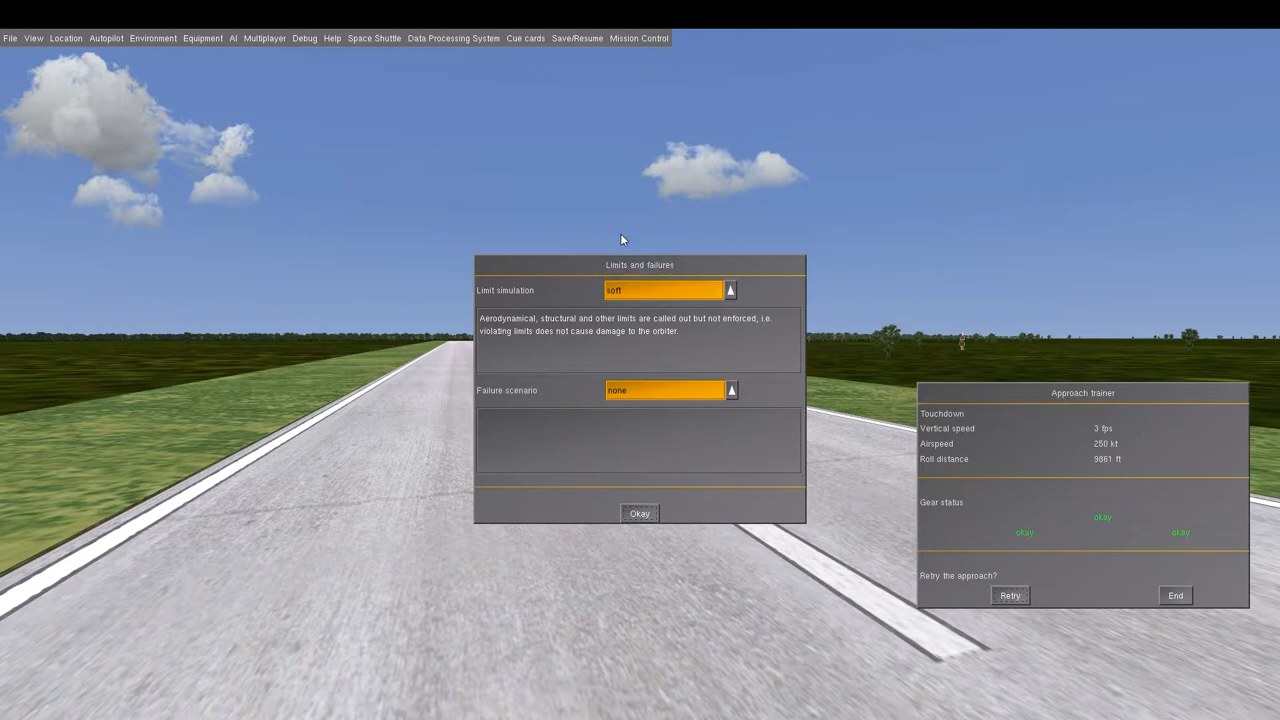 File View Location Autopilot Environment Equipment AI Multiplayer Debug Help Space Shuttle Data Processing System Cue cards Save/Resume Mission Control
Limits and failures
Limit simulation soft
Aerodynamical, structural and other limits are called out but not enforced, i.e.
violating limits does not cause damage to the orbiter.
Failure scenario none
Okay
Approach trainer
Touchdown
Vertical speed 3 fps
Airspeed 250 kt
Roll distance 9861 ft
Gear status
okay
okay okay
Retry the approach?
Retry End